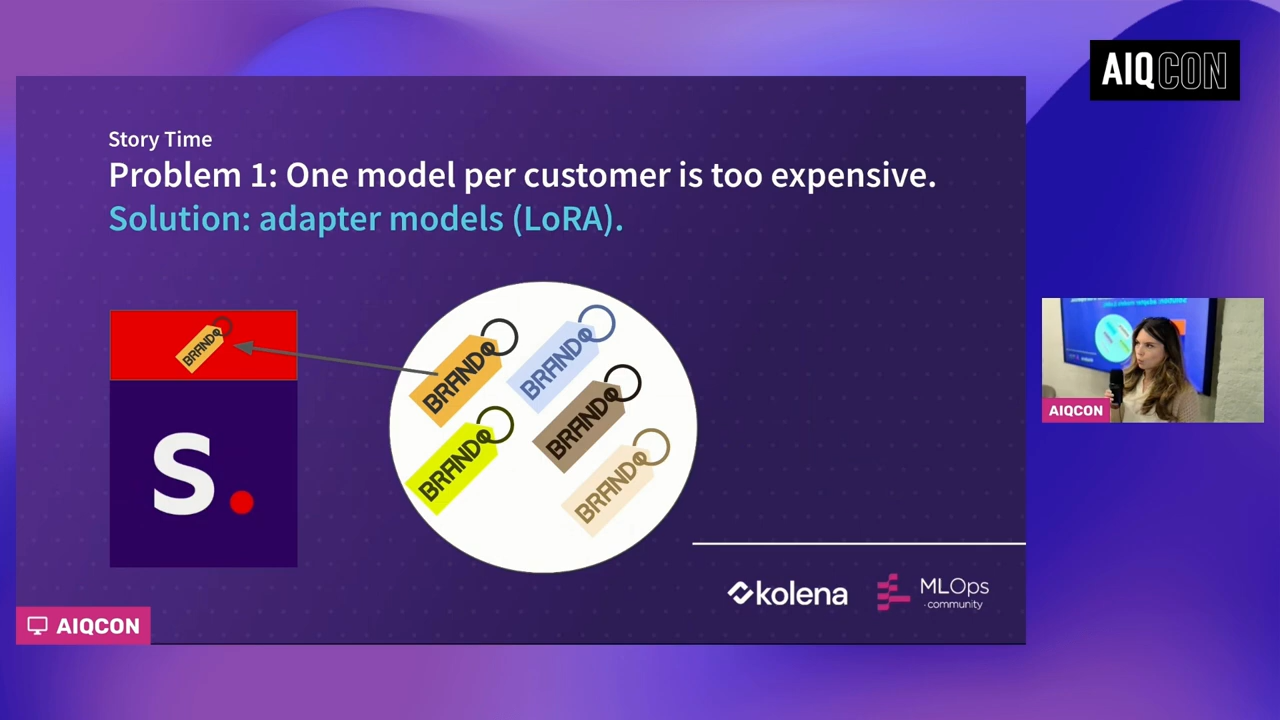 AIQCON
Story Time
Problem 1: One model per customer is too expensive.
Solution: adapter models (LoRA).
BRAND
BRAND
BRAND
BRAND
BRAND
BRAND
S.
AIQCON
kolena
MLOps
community
AIQCON